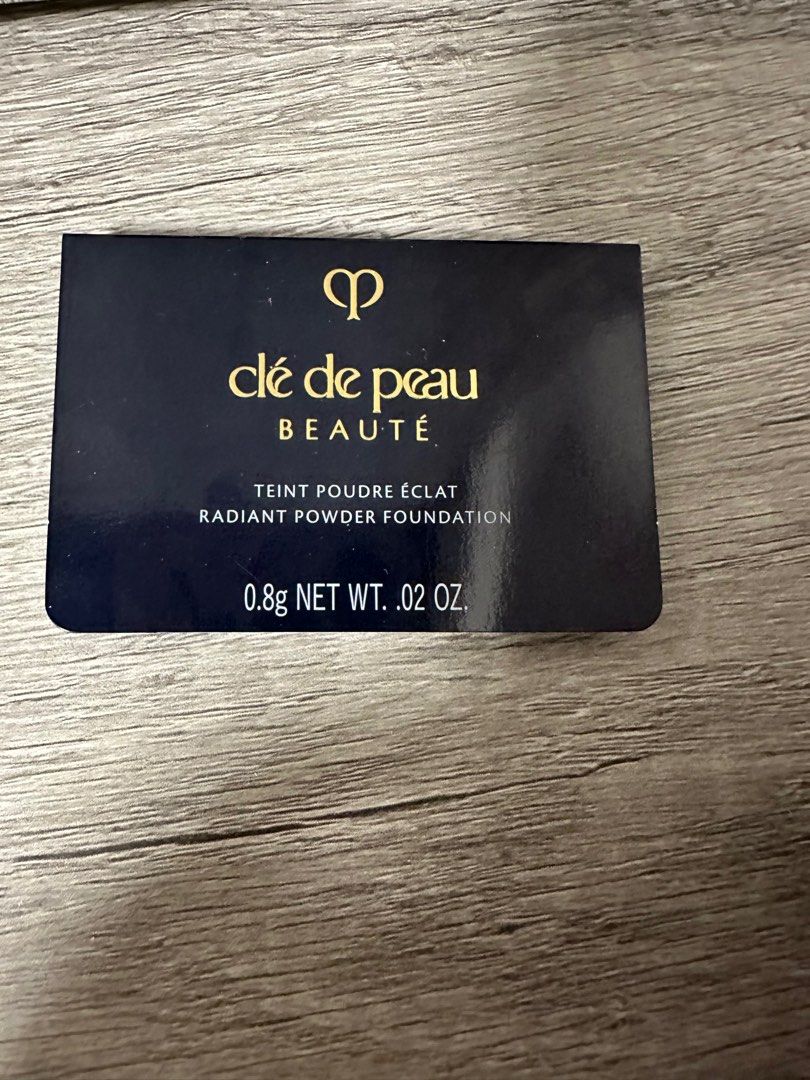 clé de peau
BEAUTÉ
TEINT POUDRE ÉCLAT
RADIANT POWDER FOUNDATION
0.8g NET WT. .02 OZ.